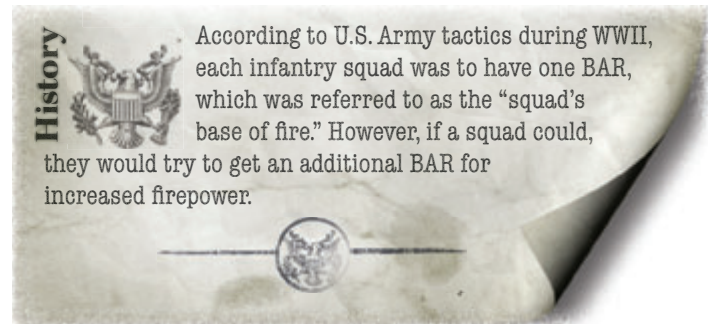 History
According to U.S. Army tactics during WWII,
each infantry squad was to have one BAR,
which was referred to as the “squad’s
base of fire.” However, if a squad could,
they would try to get an additional BAR for
increased firepower.